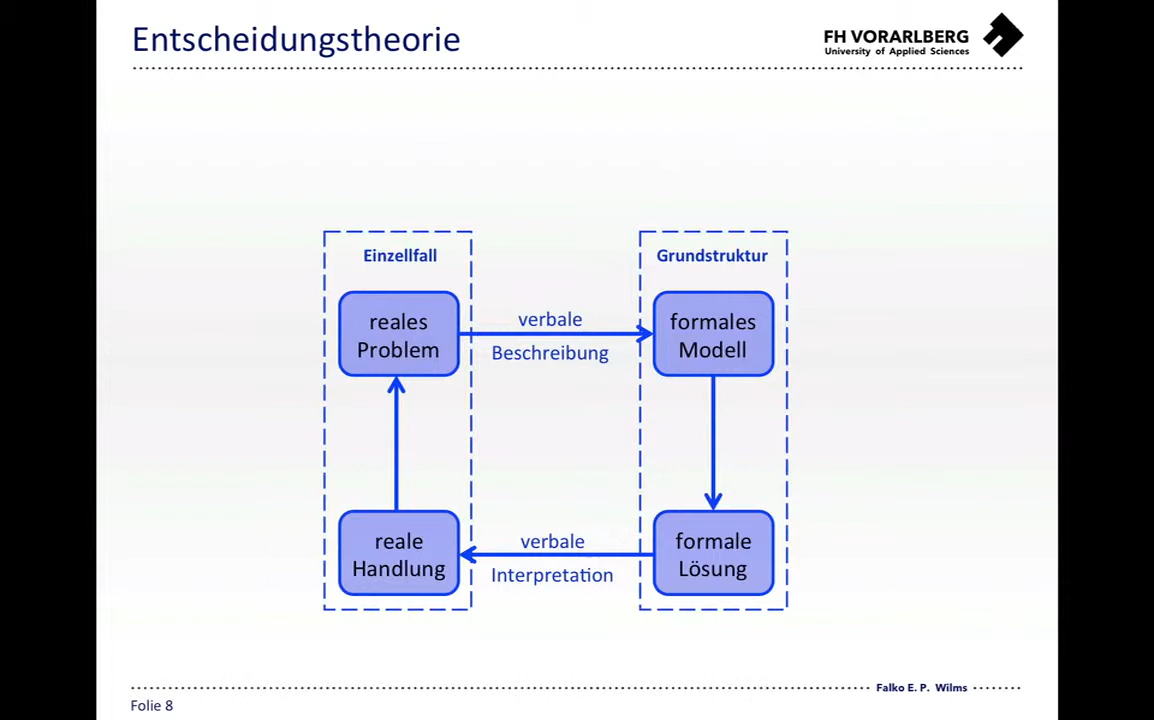 Entscheidungstheorie
FH VORARLBERG
University of Applied Sciences
Einzellfall
Grundstruktur
reales
Problem
verbale
Beschreibung
formales
Modell
reale
Handlung
verbale
Interpretation
formale
Lösung
Falko E. P. Wilms
Folie 8